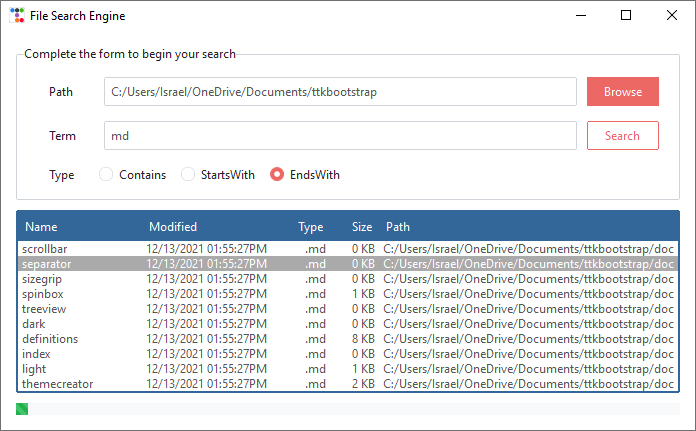 File Search Engine
Complete the form to begin your search
Path C:/Users/Israel/OneDrive/Documents/ttkbootstrap Browse
Term md Search
Type Contains StartsWith EndsWith
Name Modified Type Size Path
scrollbar 12/13/2021 01:55:27PM .md 0 KB C:/Users/Israel/OneDrive/Documents/ttkbootstrap/doc
separator 12/13/2021 01:55:27PM .md 0 KB C:/Users/Israel/OneDrive/Documents/ttkbootstrap/doc
sizegrip 12/13/2021 01:55:27PM .md 0 KB C:/Users/Israel/OneDrive/Documents/ttkbootstrap/doc
spinbox 12/13/2021 01:55:27PM .md 1 KB C:/Users/Israel/OneDrive/Documents/ttkbootstrap/doc
treeview 12/13/2021 01:55:27PM .md 0 KB C:/Users/Israel/OneDrive/Documents/ttkbootstrap/doc
dark 12/13/2021 01:55:27PM .md 0 KB C:/Users/Israel/OneDrive/Documents/ttkbootstrap/doc
definitions 12/13/2021 01:55:27PM .md 8 KB C:/Users/Israel/OneDrive/Documents/ttkbootstrap/doc
index 12/13/2021 01:55:27PM .md 0 KB C:/Users/Israel/OneDrive/Documents/ttkbootstrap/doc
light 12/13/2021 01:55:27PM .md 1 KB C:/Users/Israel/OneDrive/Documents/ttkbootstrap/doc
themecreator 12/13/2021 01:55:27PM .md 2 KB C:/Users/Israel/OneDrive/Documents/ttkbootstrap/doc